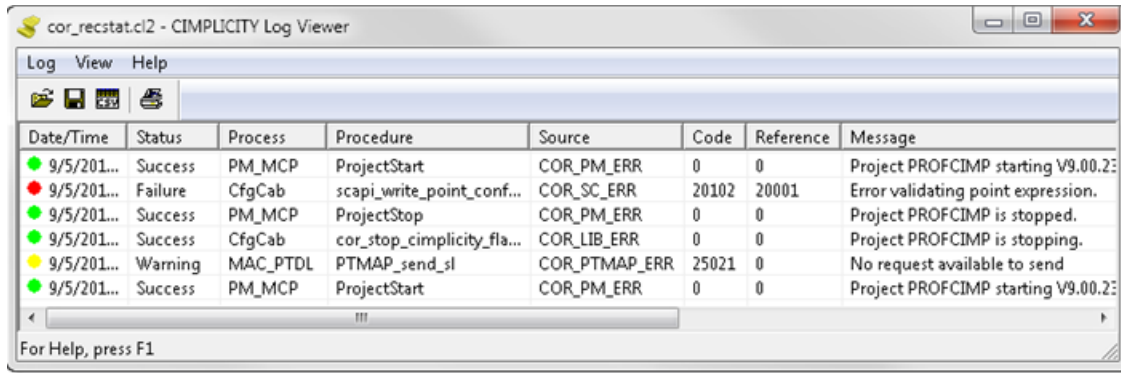 cor_recstat.cl2 - CIMPLICITY Log Viewer
Log View Help
CSV
Date/Time Status Process Procedure Source Code Reference Message
9/5/201... Success PM_MCP ProjectStart COR_PM_ERR 0 0 Project PROFCIMP starting V9.00.23
9/5/201... Failure CfgCab scapi_write_point_conf... COR_SC_ERR 20102 20001 Error validating point expression.
9/5/201... Success PM_MCP ProjectStop COR_PM_ERR 0 0 Project PROFCIMP is stopped.
9/5/201... Success CfgCab cor_stop_cimplicity_fla... COR_LIB_ERR 0 0 Project PROFCIMP is stopping.
9/5/201... Warning MAC_PTDL PTMAP_send_sl COR_PTMAP_ERR 25021 0 No request available to send
9/5/201... Success PM_MCP ProjectStart COR_PM_ERR 0 0 Project PROFCIMP starting V9.00.23
For Help, press F1